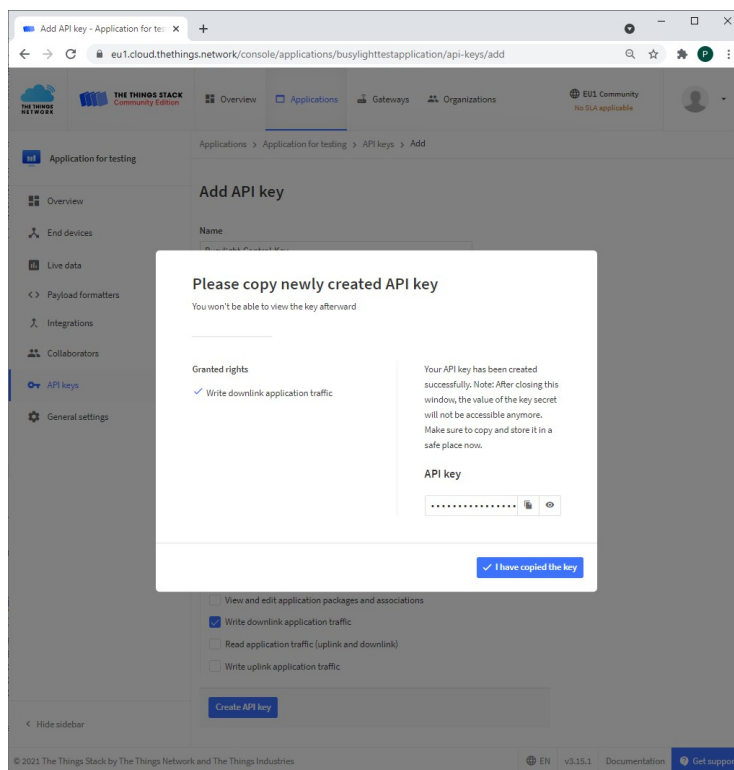 Add API key - Application for tes
eu1.cloud.thethings.network/console/applications/busylighttestapplication/api-keys/add
P
THE THINGS
NETWORK
THE THINGS STACK
Community Edition
Overview
Applications
Gateways
Organizations
EU1 Community
No SLA applicable
Application for testing
Applications > Application for testing > API keys > Add
Overview
End devices
Live data
Payload formatters
Integrations
Collaborators
API keys
General settings
Add API key
Name
Busylight Control Key
Please copy newly created API key
You won't be able to view the key afterward
Granted rights
Write downlink application traffic
Your API key has been created
successfully. Note: After closing this
window, the value of the key secret
will not be accessible anymore.
Make sure to copy and store it in a
safe place now.
API key
................
I have copied the key
View and edit application packages and associations
Write downlink application traffic
Read application traffic (uplink and downlink)
Write uplink application traffic
Create API key
< Hide sidebar
© 2021 The Things Stack by The Things Network and The Things Industries
EN
v3.15.1
Documentation
Get suppor